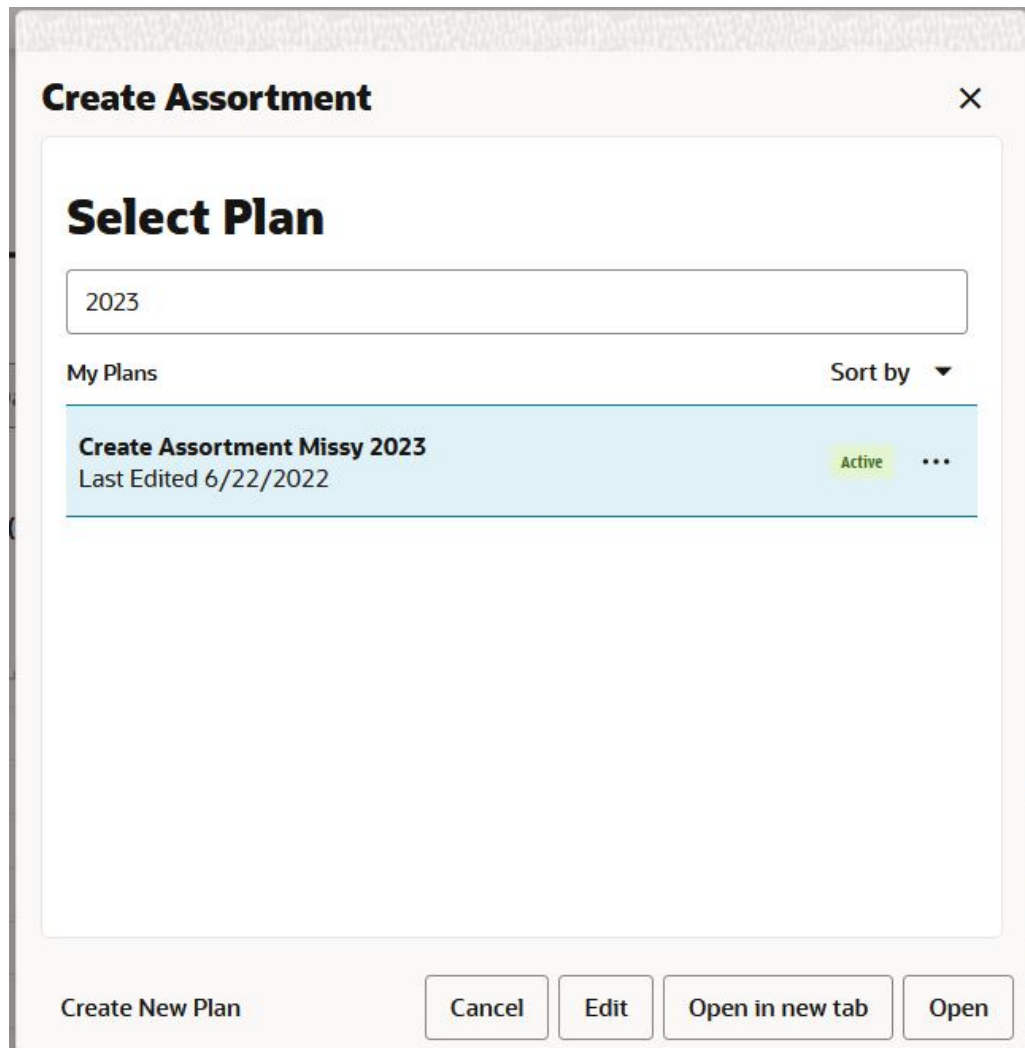 Create Assortment
Select Plan
2023
My Plans Sort by
Create Assortment Missy 2023
Last Edited 6/22/2022
Active
Create New Plan Cancel Edit Open in new tab Open